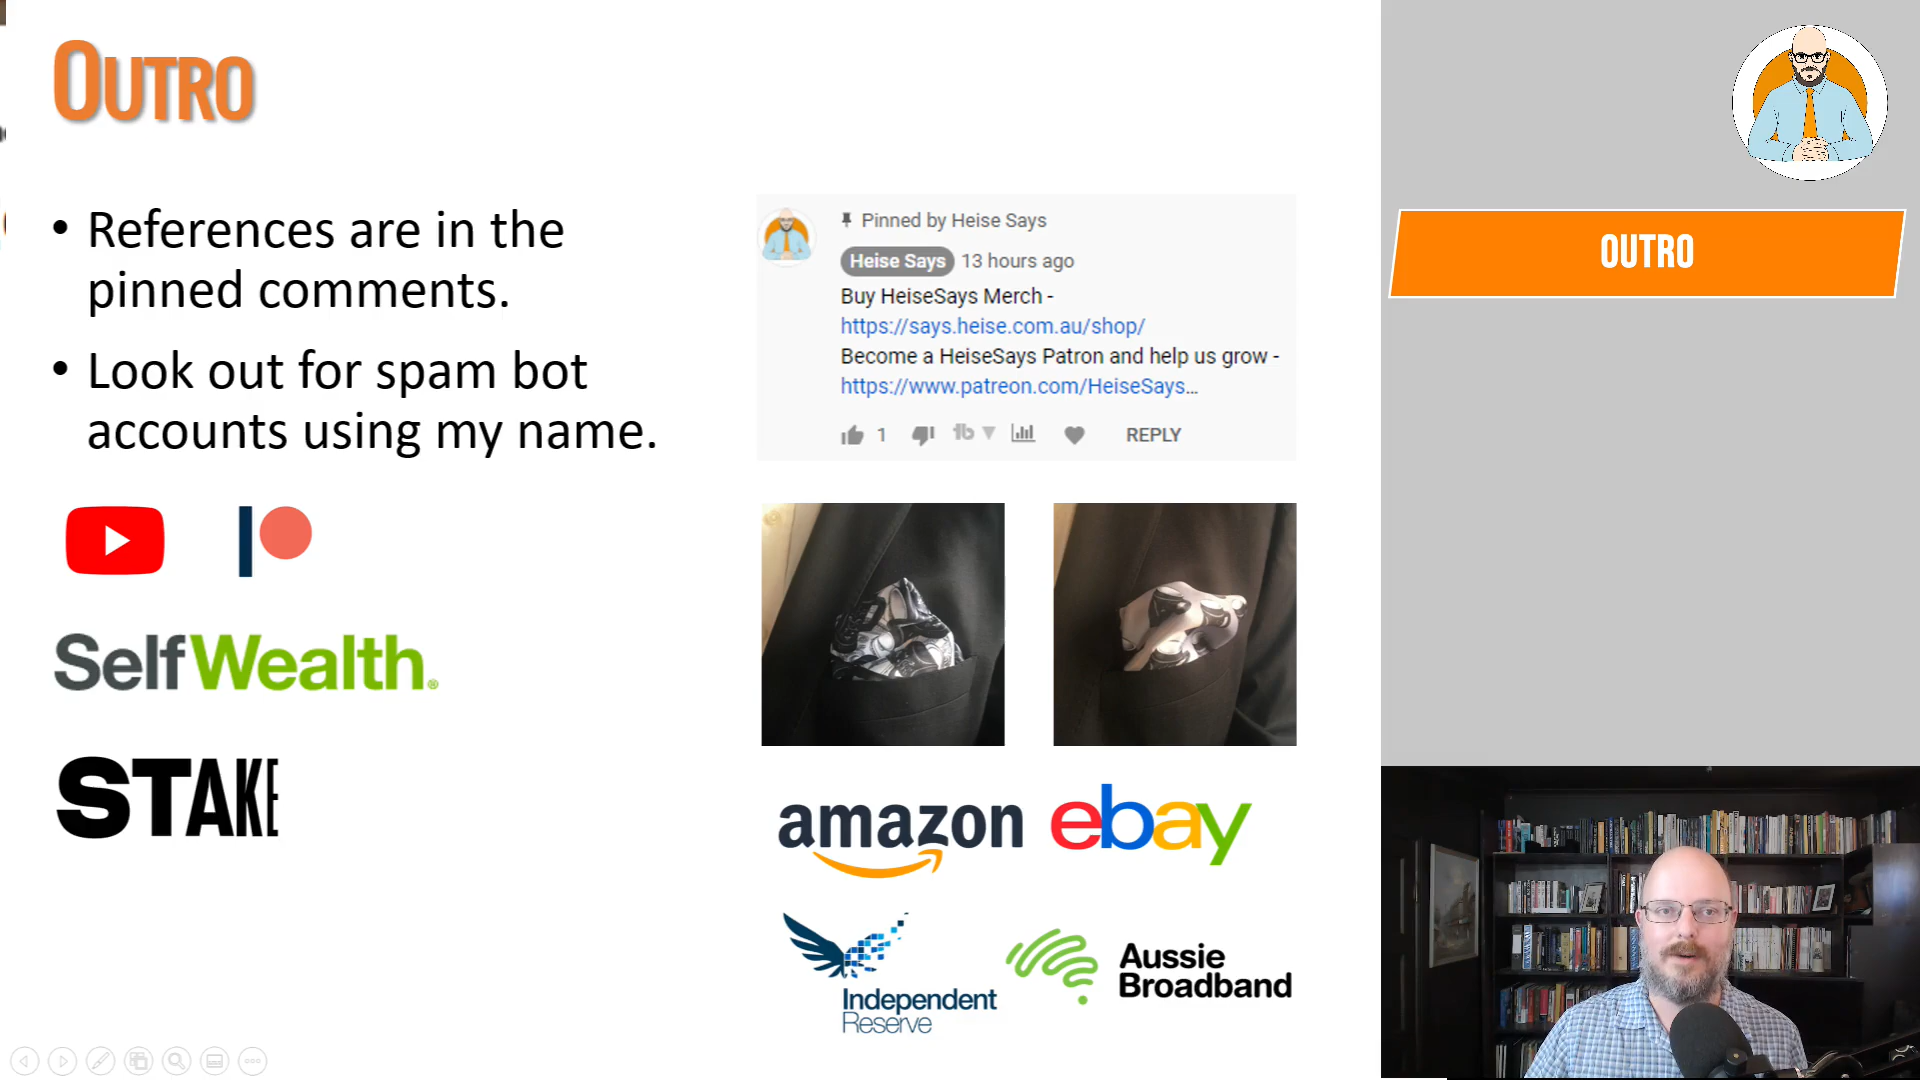 OUTRO
• References are in the
pinned comments.
• Look out for spam bot
accounts using my name.
SelfWealth®
STAKE
Pinned by Heise Says
Heise Says 13 hours ago
Buy HeiseSays Merch -
https://says.heise.com.au/shop/
Become a HeiseSays Patron and help us grow -
https://www.patreon.com/HeiseSays...
1 REPLY
amazon ebay
Independent
Reserve
Aussie
Broadband
OUTRO